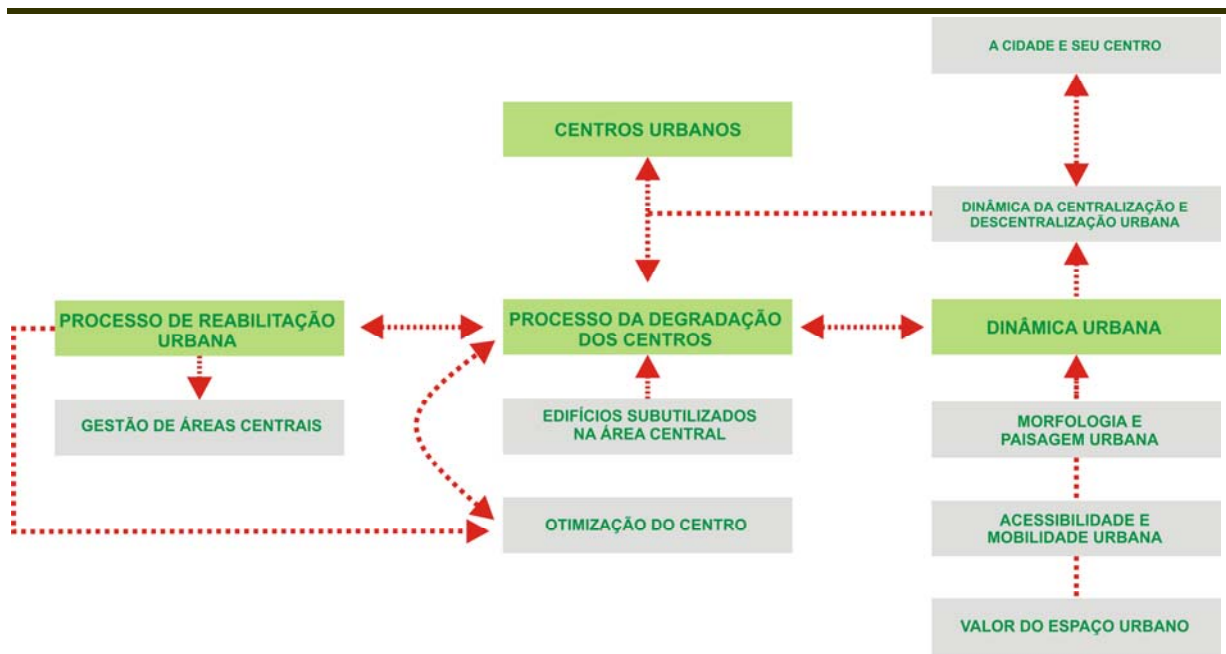 A CIDADE E SEU CENTRO
CENTROS URBANOS
DINÂMICA DA CENTRALIZAÇÃO E
DESCENTRALIZAÇÃO URBANA
PROCESSO DE REABILITAÇÃO
URBANA
PROCESSO DA DEGRADAÇÃO
DOS CENTROS
DINÂMICA URBANA
GESTÃO DE ÁREAS CENTRAIS
EDIFÍCIOS SUBUTILIZADOS
NA ÁREA CENTRAL
MORFOLOGIA E
PAISAGEM URBANA
OTIMIZAÇÃO DO CENTRO
ACESSIBILIDADE E
MOBILIDADE URBANA
VALOR DO ESPAÇO URBANO